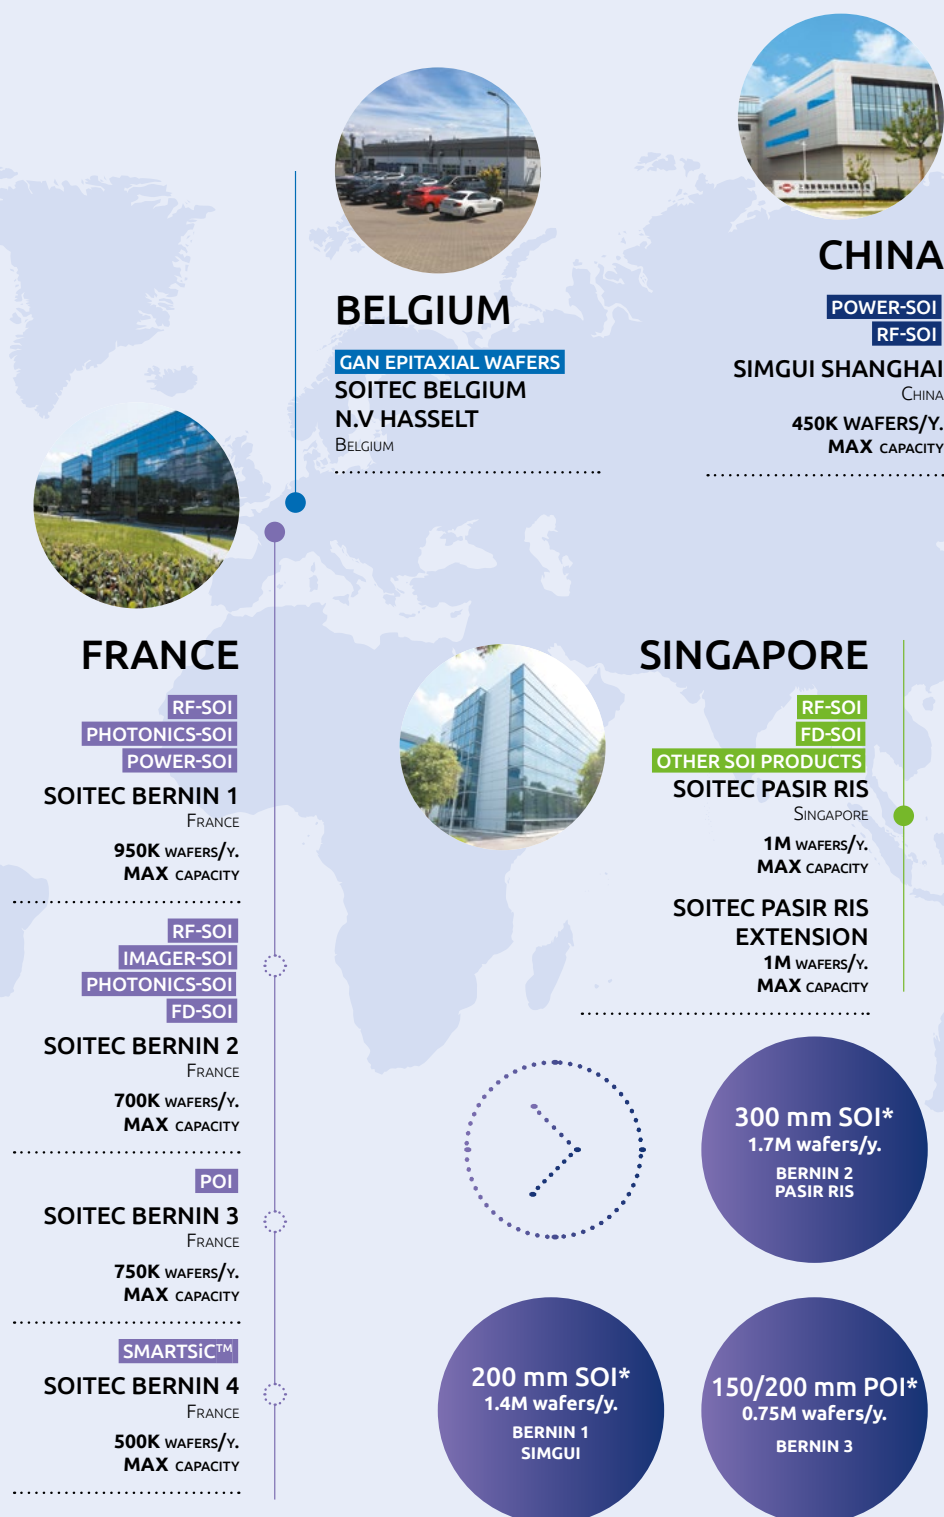 BELGIUM
GAN EPITAXIAL WAFERS
SOITEC BELGIUM
N.V HASSELT
BELGIUM
CHINA
POWER-SOI
RF-SOI
SIMGUI SHANGHAI
CHINA
450K WAFERS/Y.
MAX CAPACITY
FRANCE
RF-SOI
PHOTONICS-SOI
POWER-SOI
SOITEC BERNIN 1
FRANCE
950K WAFERS/Y.
MAX CAPACITY
RF-SOI
IMAGER-SOI
PHOTONICS-SOI
FD-SOI
SOITEC BERNIN 2
FRANCE
700K WAFERS/Y.
MAX CAPACITY
POI
SOITEC BERNIN 3
FRANCE
750K WAFERS/Y.
MAX CAPACITY
SMARTSiC™
SOITEC BERNIN 4
FRANCE
500K WAFERS/Y.
MAX CAPACITY
SINGAPORE
RF-SOI
FD-SOI
OTHER SOI PRODUCTS
SOITEC PASIR RIS
SINGAPORE
1M WAFERS/Y.
MAX CAPACITY
SOITEC PASIR RIS
EXTENSION
1M WAFERS/Y.
MAX CAPACITY
300 mm SOI*
1.7M wafers/y.
BERNIN 2
PASIR RIS
200 mm SOI*
1.4M wafers/y.
BERNIN 1
SIMGUI
150/200 mm POI*
0.75M wafers/y.
BERNIN 3